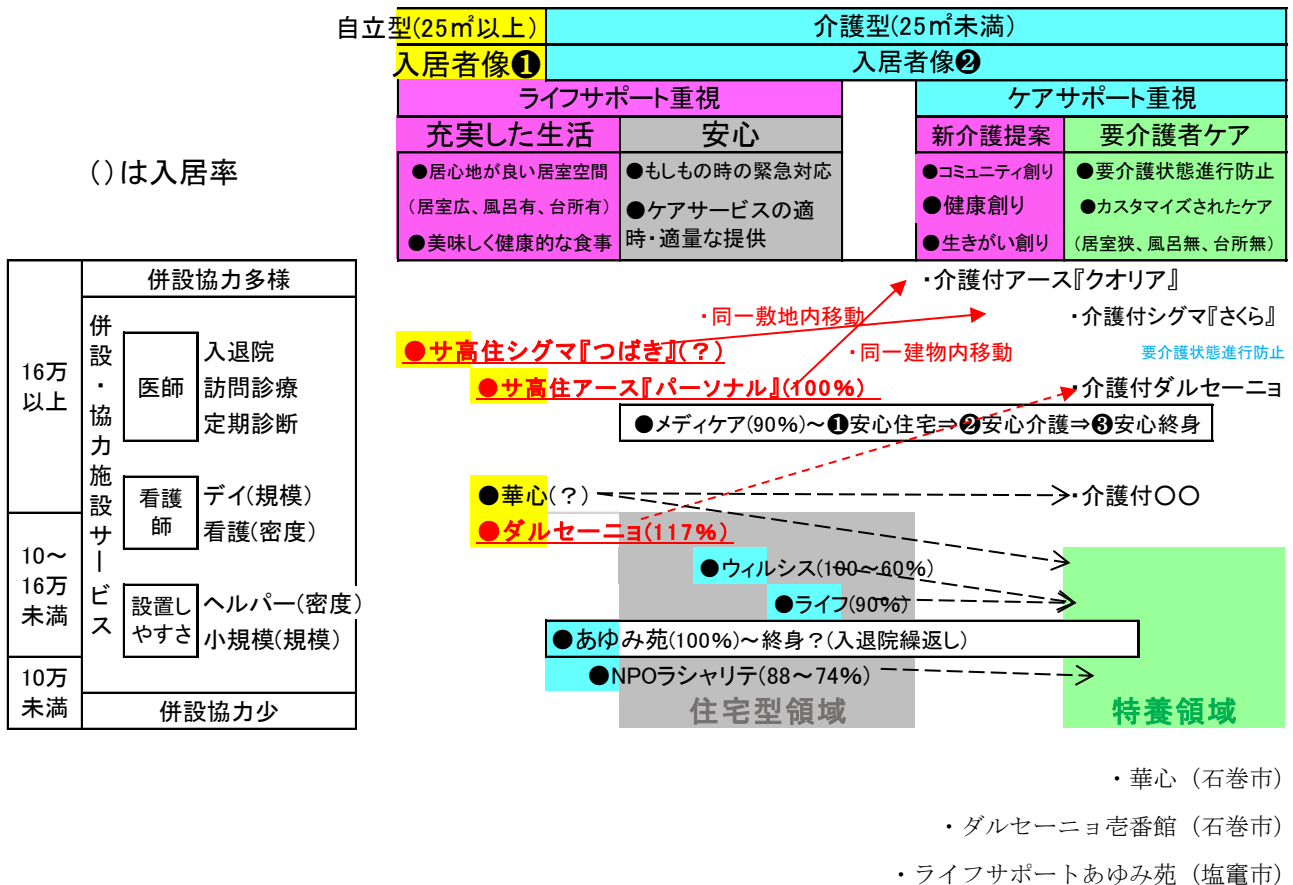 自立型(25㎡以上)
介護型(25㎡未満)
入居者像❶
入居者像❷
ライフサポート重視
ケアサポート重視
充実した生活
安心
新介護提案
要介護者ケア
()は入居率
●居心地が良い居室空間
(居室広、風呂有、台所有)
●美味しく健康的な食事
●もしもの時の緊急対応
●ケアサービスの適
時・適量な提供
●コミュニティ創り
●健康創り
●生きがい創り
●要介護状態進行防止
●カスタマイズされたケア
(居室狭、風呂無、台所無)
16万
以上
10～
16万
未満
10万
未満
併設協力多様
併設・協力施設サービス
医師
入退院
訪問診療
定期診断
看護
師
デイ(規模)
看護(密度)
設置し
やすさ
ヘルパー(密度)
小規模(規模)
併設協力少
・介護付アース『クオリア』
・同一敷地内移動
・介護付シグマ『さくら』
●サ高住シグマ『つばき』(？)
・同一建物内移動
要介護状態進行防止
●サ高住アース『パーソナル』(100%)
・介護付ダルセーニョ
●メディケア(90%)～❶安心住宅⇒❷安心介護⇒❸安心終身
●華心(？)
・介護付〇〇
●ダルセーニョ(117%)
●ウィルシス(100～60%)
●ライフ(90%)
●あゆみ苑(100%)～終身？(入退院繰返し)
●NPOラシャリテ(88～74%)
住宅型領域
特養領域
・華心（石巻市）
・ダルセーニョ壱番館（石巻市）
・ライフサポートあゆみ苑（塩竈市）